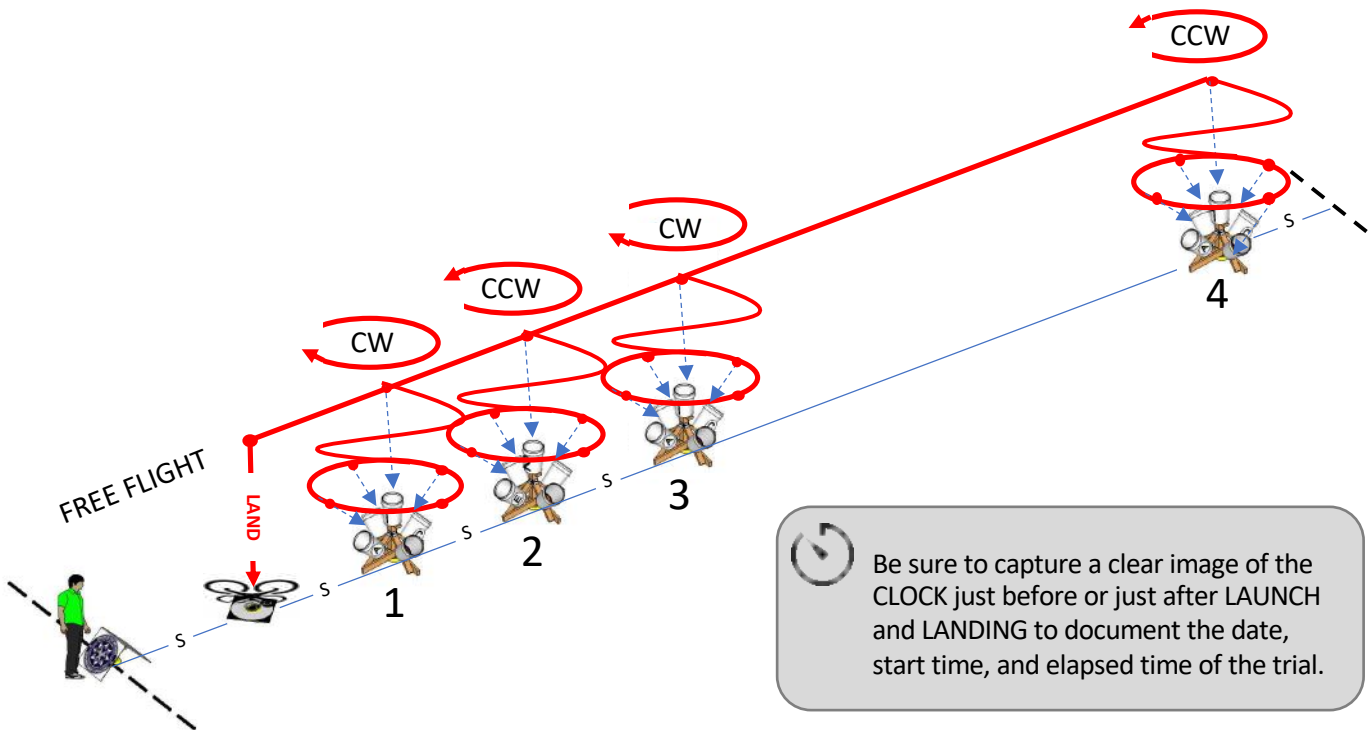 CCW
CW
CCW
CW
FREE FLIGHT
LAND
S
S
S
S
S
1
2
3
4
Be sure to capture a clear image of the
CLOCK just before or just after LAUNCH
and LANDING to document the date,
start time, and elapsed time of the trial.